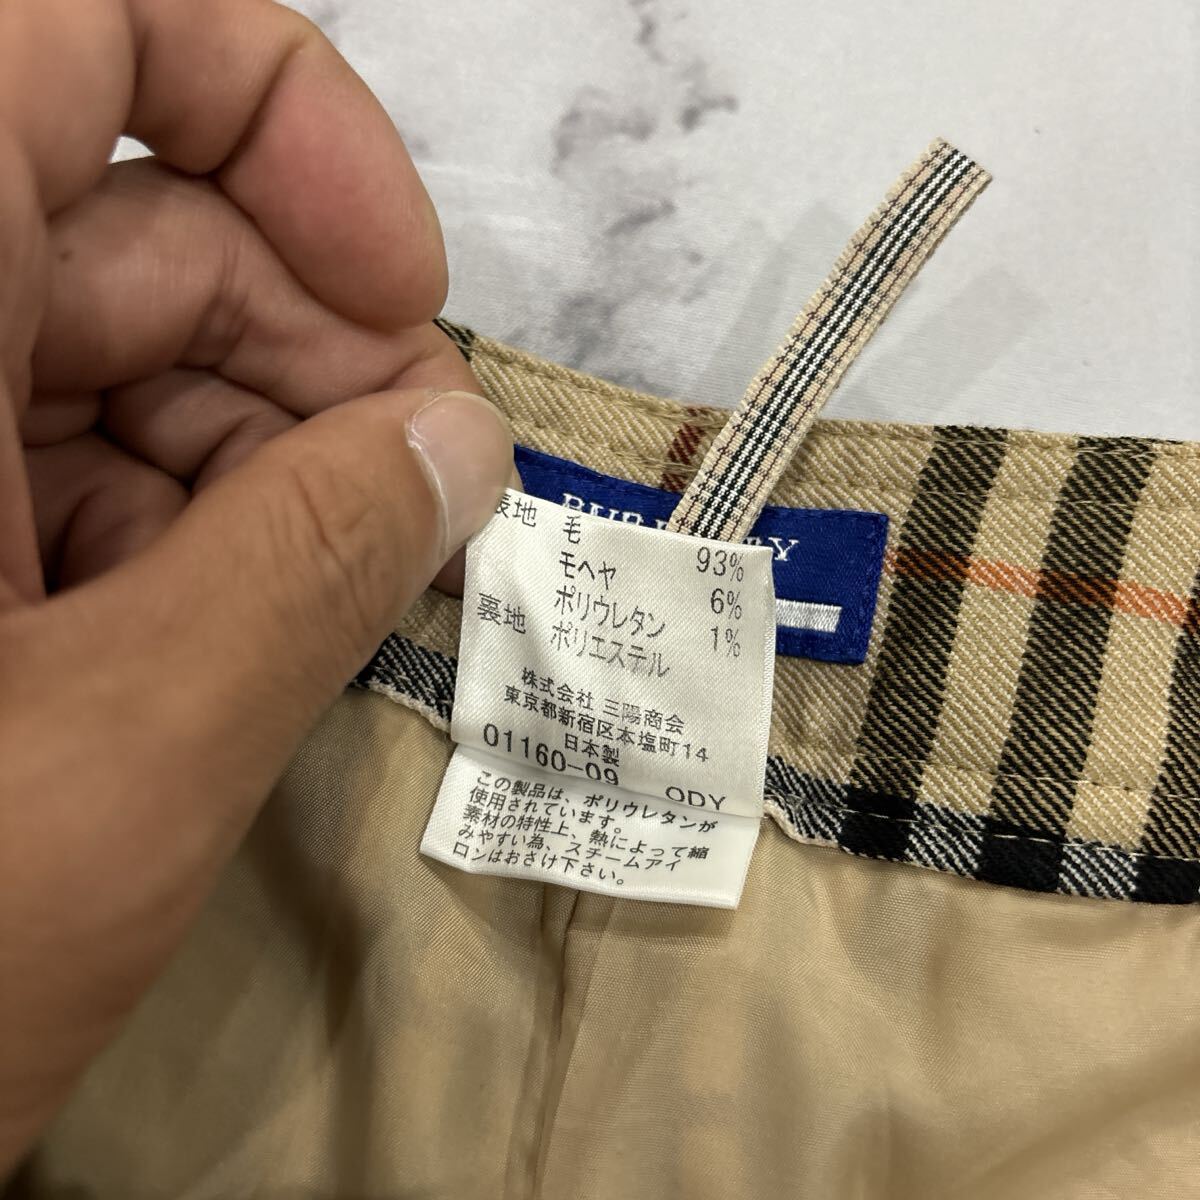 表地 毛 93%
モヘヤ 6%
ポリウレタン 1%
裏地 ポリエステル
株式会社 三陽商会
東京都新宿区本塩町14
日本製
01160-09 ODY
この製品は、ポリウレタンが
使用されています。
素材の特性上、熱によって縮
みやすい為、スチームアイ
ロンはおさけ下さい。